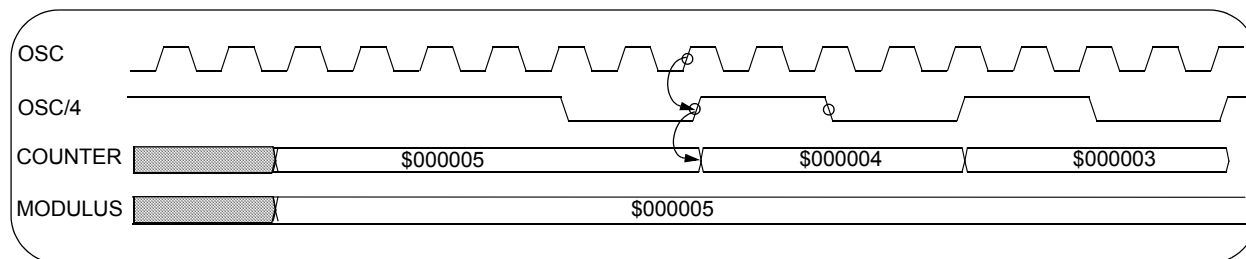 OSC
OSC/4
COUNTER $000005 $000004 $000003
MODULUS $000005